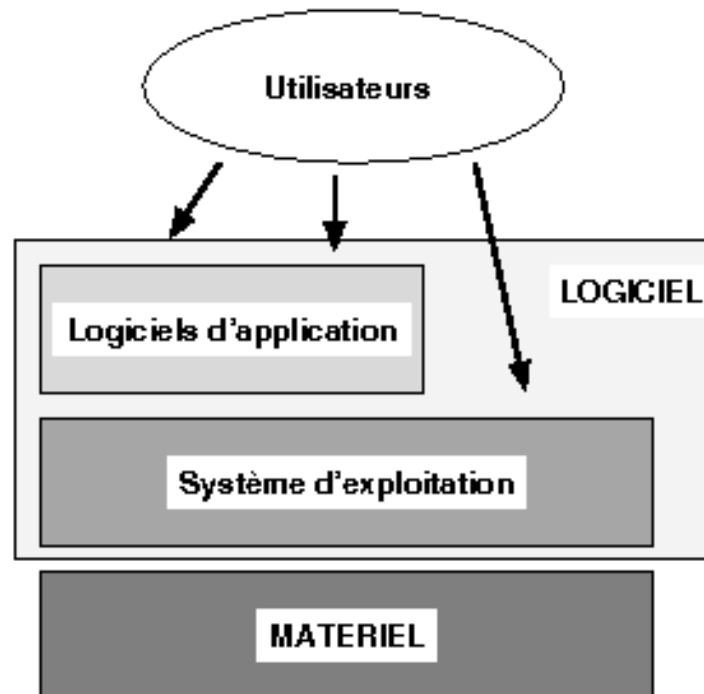 Utilisateurs
LOGICIEL
Logiciels d'application
Système d'exploitation
MATERIEL